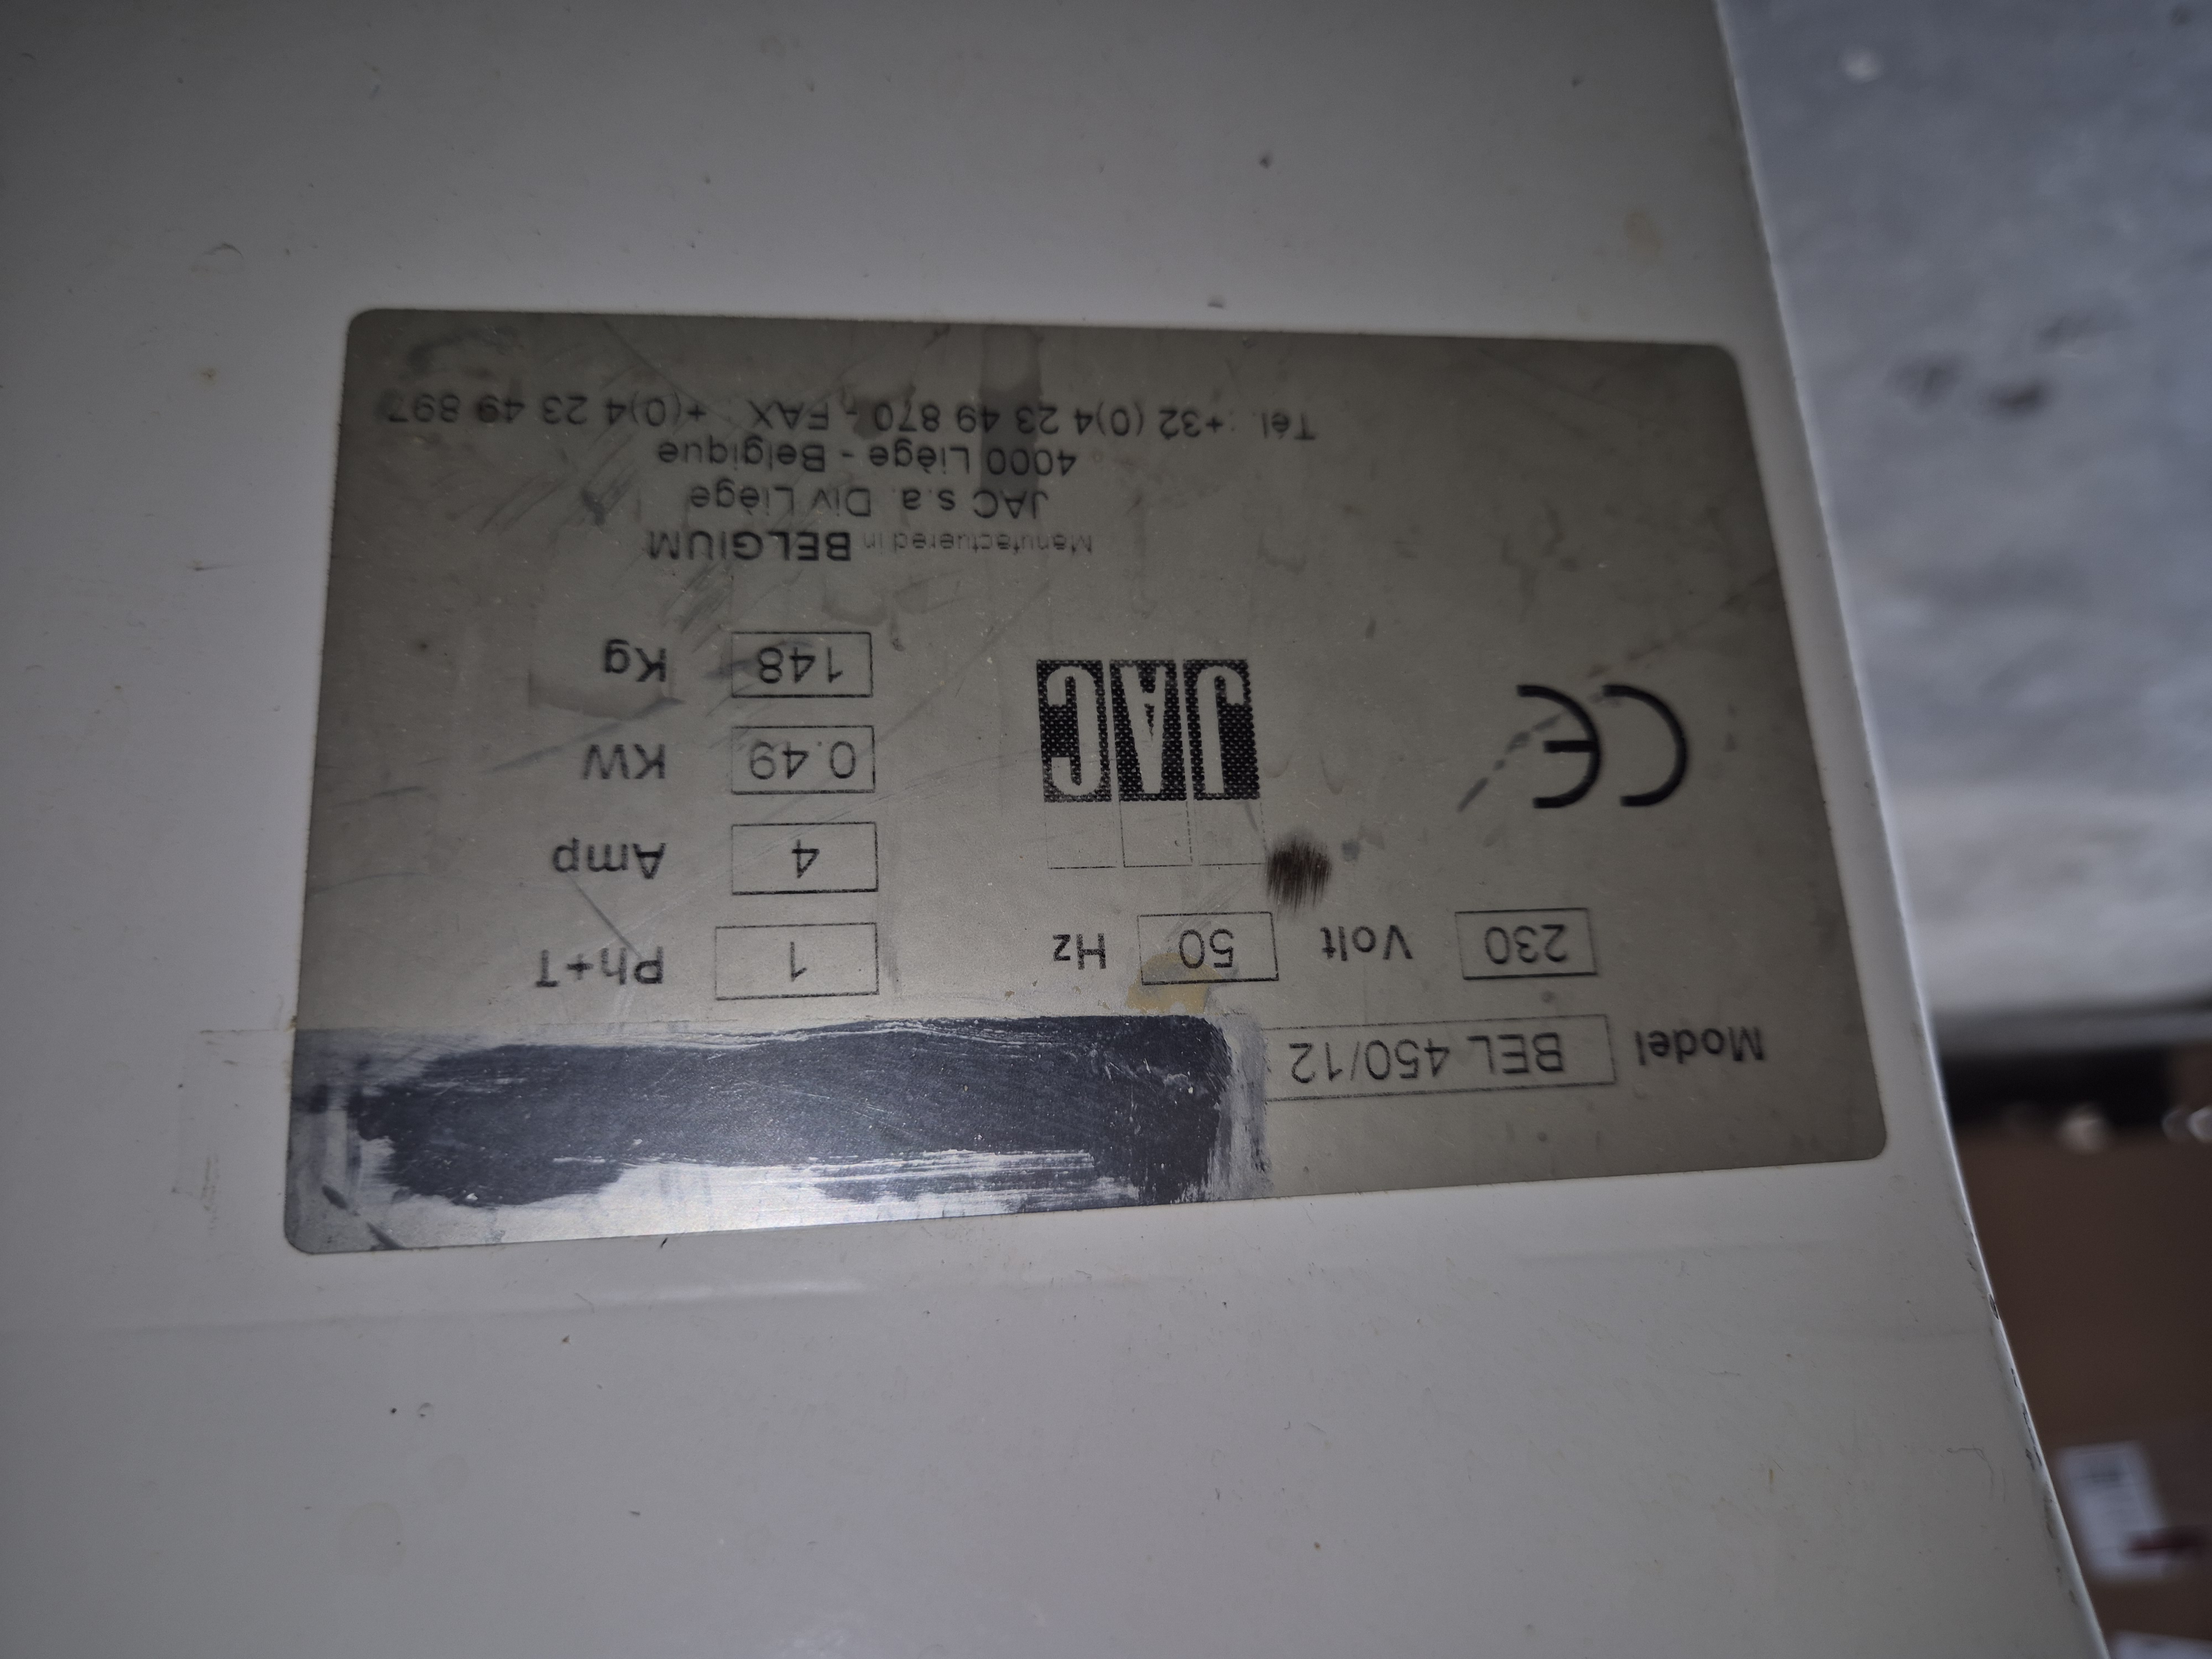 Model BEL 450/12
230 Volt 50 Hz 1 Ph+T
4 Amp
CE JAC 0.49 KW
148 Kg
Manufactuered in BELGIUM
JAC s.a. Div Liège
4000 Liège - Belgique
Tél : +32 (0)4 23 49 870 - FAX : +(0)4 23 49 897